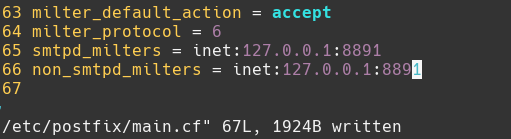 63 milter_default_action = accept
64 milter_protocol = 6
65 smtpd_milters = inet:127.0.0.1:8891
66 non_smtpd_milters = inet:127.0.0.1:8891
67
/etc/postfix/main.cf" 67L, 1924B written